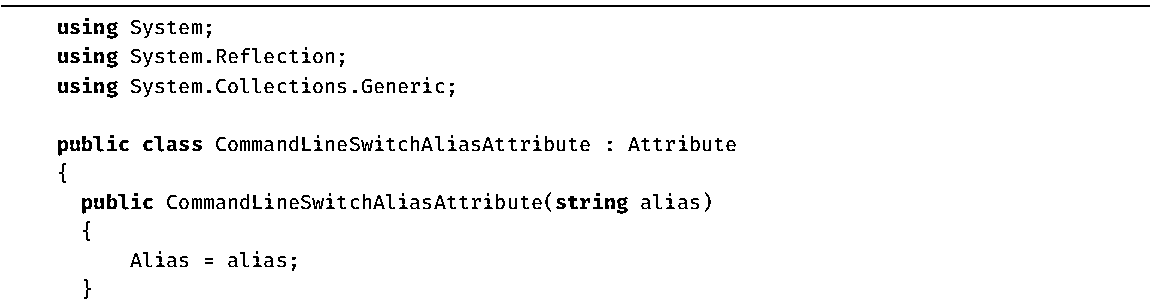 using System;
using System.Reflection;
using System.Collections.Generic;
public class CommandLineSwitchAliasAttribute : Attribute
{
public CommandLineSwitchAliasAttribute(string alias)
{
Alias = alias;
}